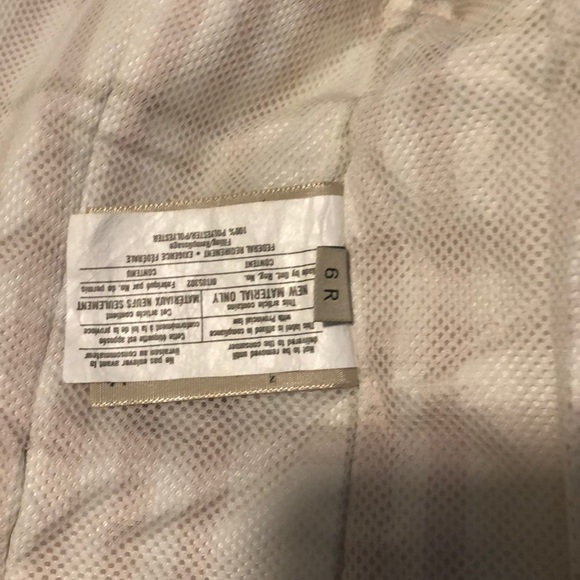 Not to be removed until
delivered to the consumer
Ne pas enlever avant la
livraison au consommateur
This label is affixed in compliance
with Provincial law
Cette étiquette est apposée
conformément à la loi de la province
This article contains
NEW MATERIAL ONLY
Cet article contient
MATERIAUX NEUFS SEULEMENT
Made by Ont. Reg. No.
Fabriqué par No. de permis
CONTENT
CONTENU
FEDERAL REQUIREMENT • EXIGENCE FEDERALE
Filling/Remplissage
100% POLYESTER/POLYESTER
6 R